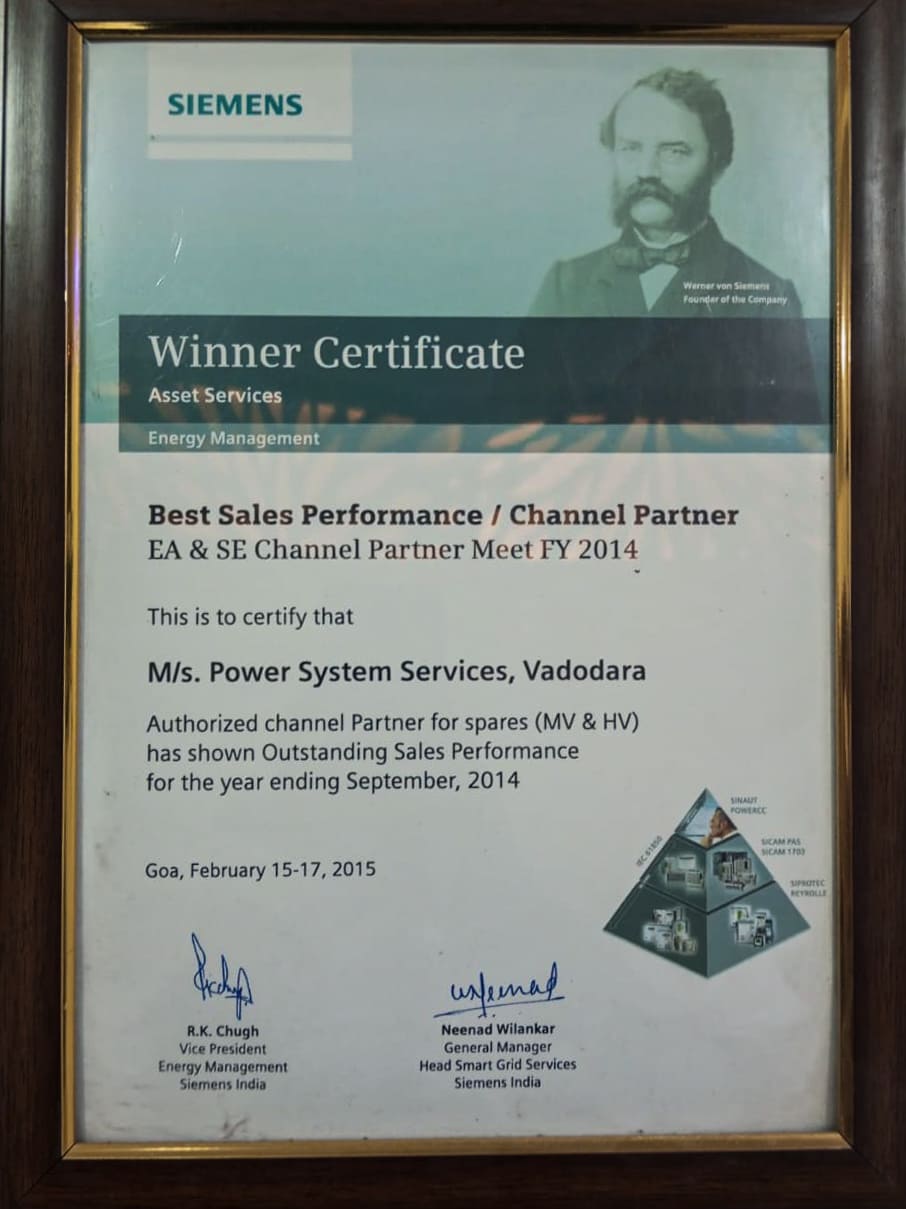 SIEMENS
Werner von Siemens
Founder of the Company
Winner Certificate
Asset Services
Energy Management
Best Sales Performance / Channel Partner
EA & SE Channel Partner Meet FY 2014
This is to certify that
M/s. Power System Services, Vadodara
Authorized channel Partner for spares (MV & HV)
has shown Outstanding Sales Performance
for the year ending September, 2014
SINAUT
POWERCC
IEC 61850
SICAM PAS
SICAM 1703
SIPROTEC
REYROLLE
Goa, February 15-17, 2015
R.K. Chugh
Vice President
Energy Management
Siemens India
Neenad Wilankar
General Manager
Head Smart Grid Services
Siemens India